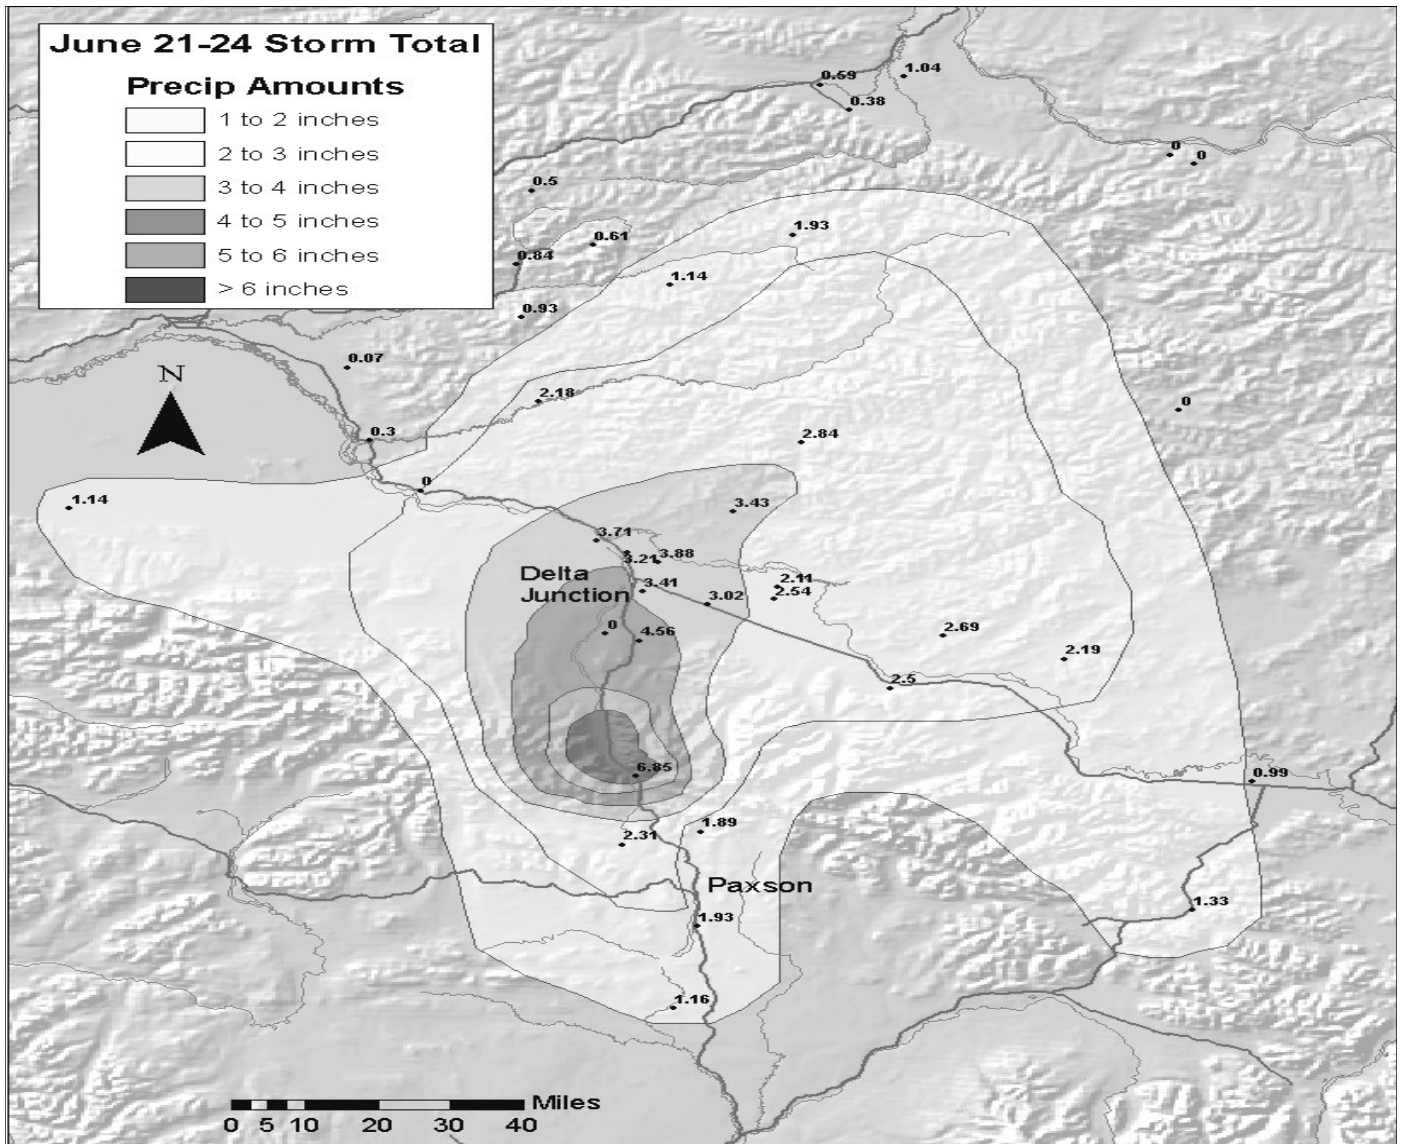 June 21-24 Storm Total
Precip Amounts
1 to 2 inches
2 to 3 inches
3 to 4 inches
4 to 5 inches
5 to 6 inches
> 6 inches
0.59
1.04
0.38
0
0
0.5
1.93
0.61
0.84
1.14
0.93
0.07
N
2.18
0
0.3
2.84
0
1.14
3.43
3.71
3.21
3.88
Delta
Junction
3.41
2.11
2.54
3.02
0
4.56
2.69
2.19
2.5
6.85
0.99
1.89
2.31
Paxson
1.33
1.93
1.16
Miles
0 5 10 20 30 40